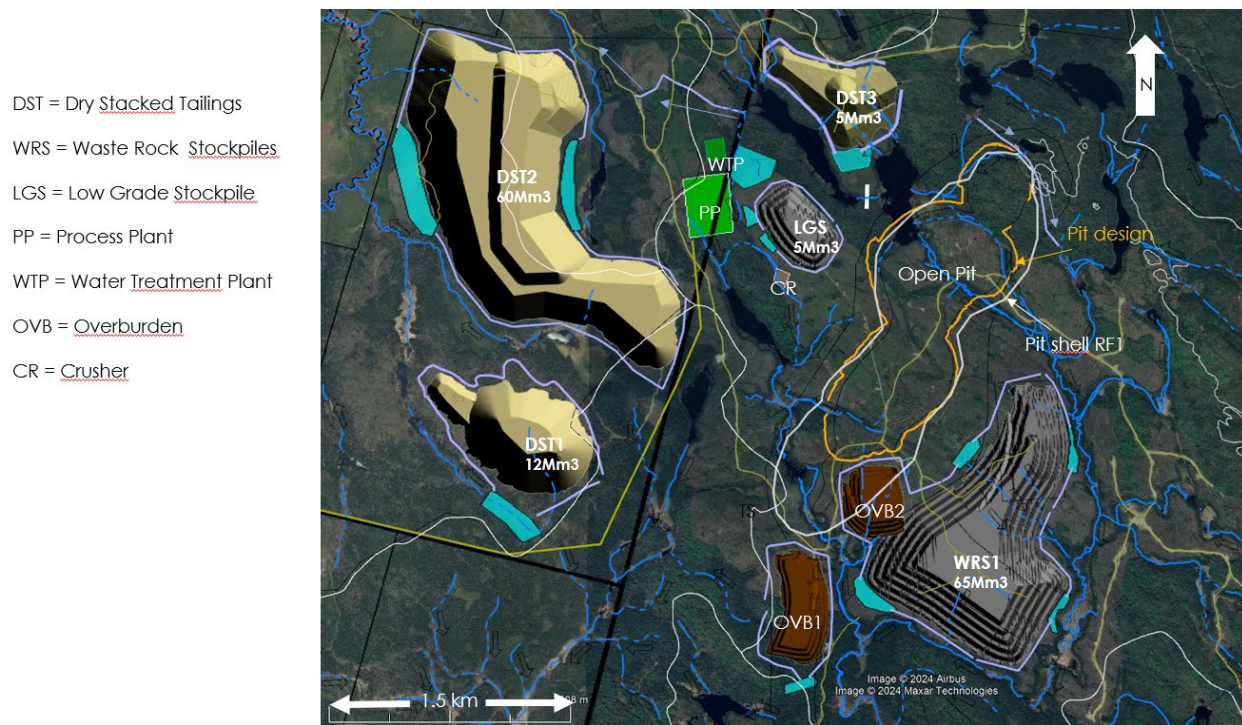 DST = Dry Stacked Tailings
WRS = Waste Rock Stockpiles
LGS = Low Grade Stockpile
PP = Process Plant
WTP = Water Treatment Plant
OVB = Overburden
CR = Crusher
N
DST3
5Mm3
WTP
DST2
60Mm3
PP
LGS
5Mm3
Pit design
Open Pit
CR
Pit shell RF1
DST1
12Mm3
TS
OVB2
WRS1
65Mm3
OVB1
Image © 2024 Airbus
Image © 2024 Maxar Technologies
1.5 km